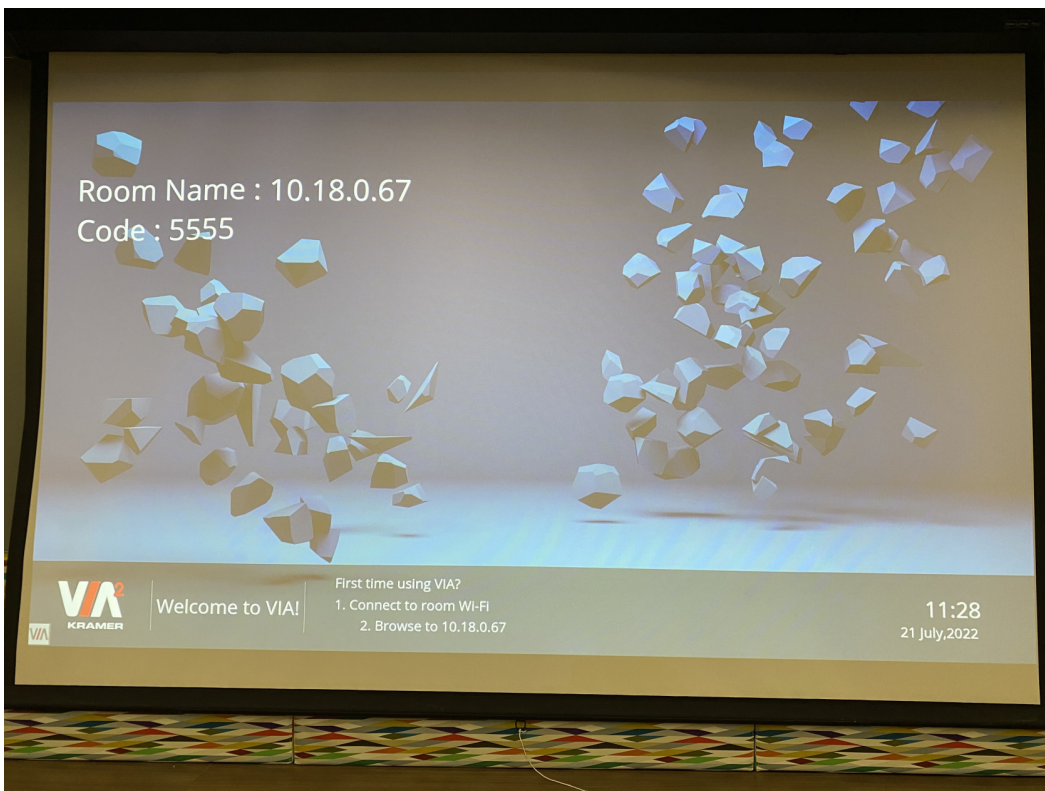 Room Name : 10.18.0.67
Code : 5555
VIA²
KRAMER
VIA
Welcome to VIA!
First time using VIA?
1. Connect to room Wi-Fi
2. Browse to 10.18.0.67
11:28
21 July,2022